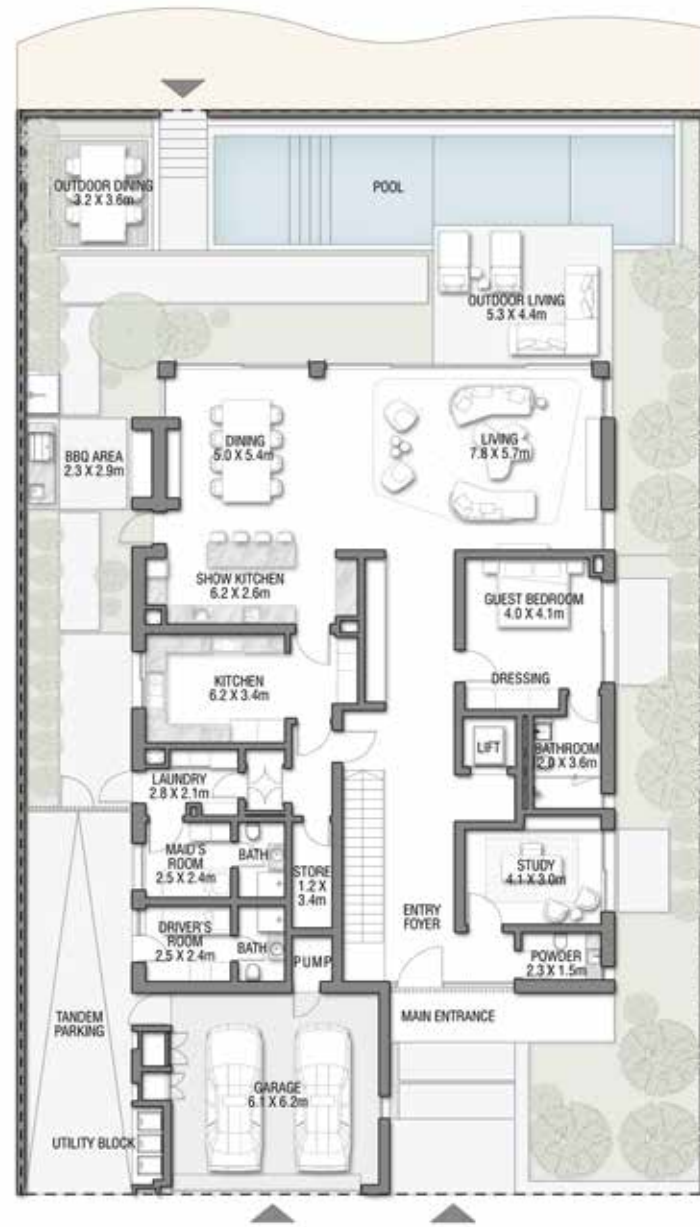 OUTDOOR DINING
3.2 X 3.6m
POOL
OUTDOOR LIVING
5.3 X 4.4m
BBQ AREA
2.3 X 2.9m
DINING
5.0 X 5.4m
LIVING
7.8 X 5.7m
SHOW KITCHEN
6.2 X 2.6m
GUEST BEDROOM
4.0 X 4.1m
KITCHEN
6.2 X 3.4m
DRESSING
LIFT
BATHROOM
2.0 X 3.6m
LAUNDRY
2.8 X 2.1m
MAID'S
ROOM
2.5 X 2.4m
BATH
STORE
1.2 X
3.4m
STUDY
4.1 X 3.0m
ENTRY
FOYER
DRIVER'S
ROOM
2.5 X 2.4m
BATH
PUMP
POWDER
2.3 X 1.5m
TANDEM
PARKING
MAIN ENTRANCE
GARAGE
6.1 X 6.2m
UTILITY BLOCK